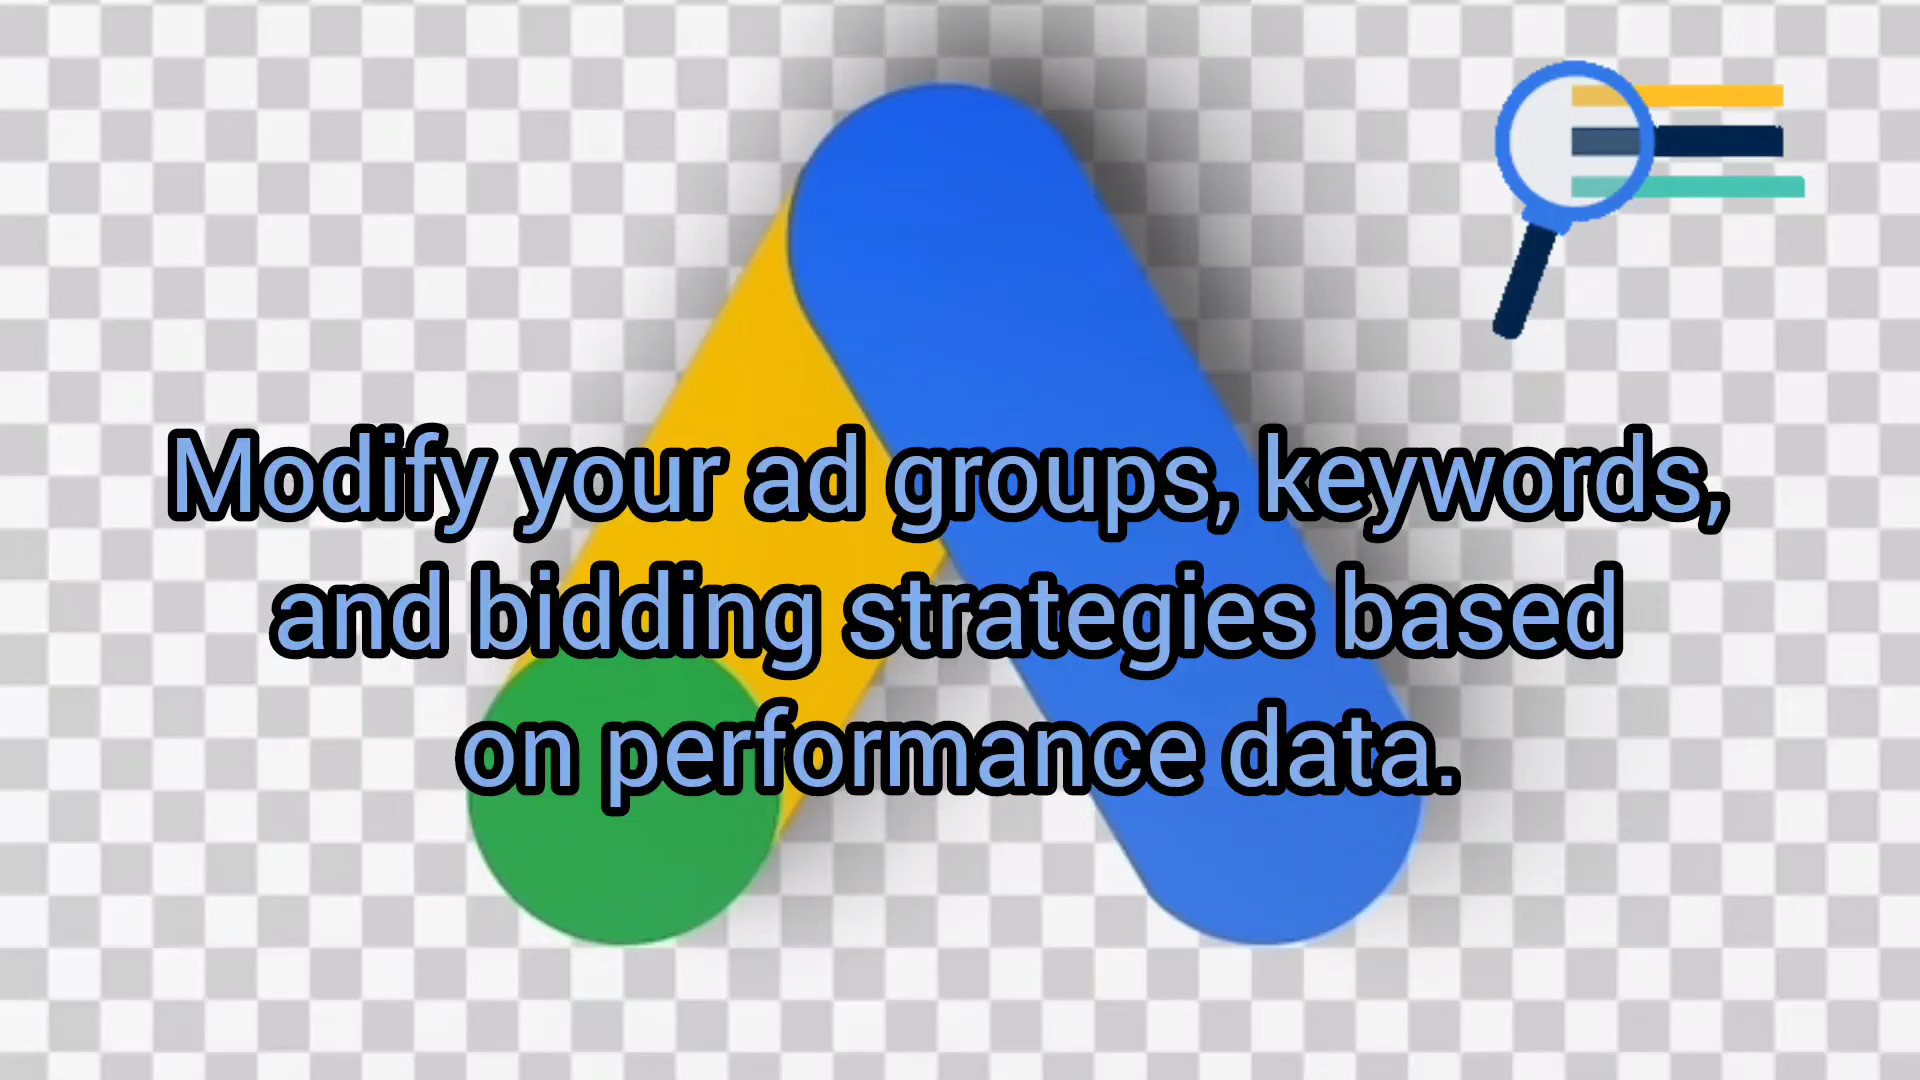 Modify your ad groups, keywords,
and bidding strategies based
on performance data.